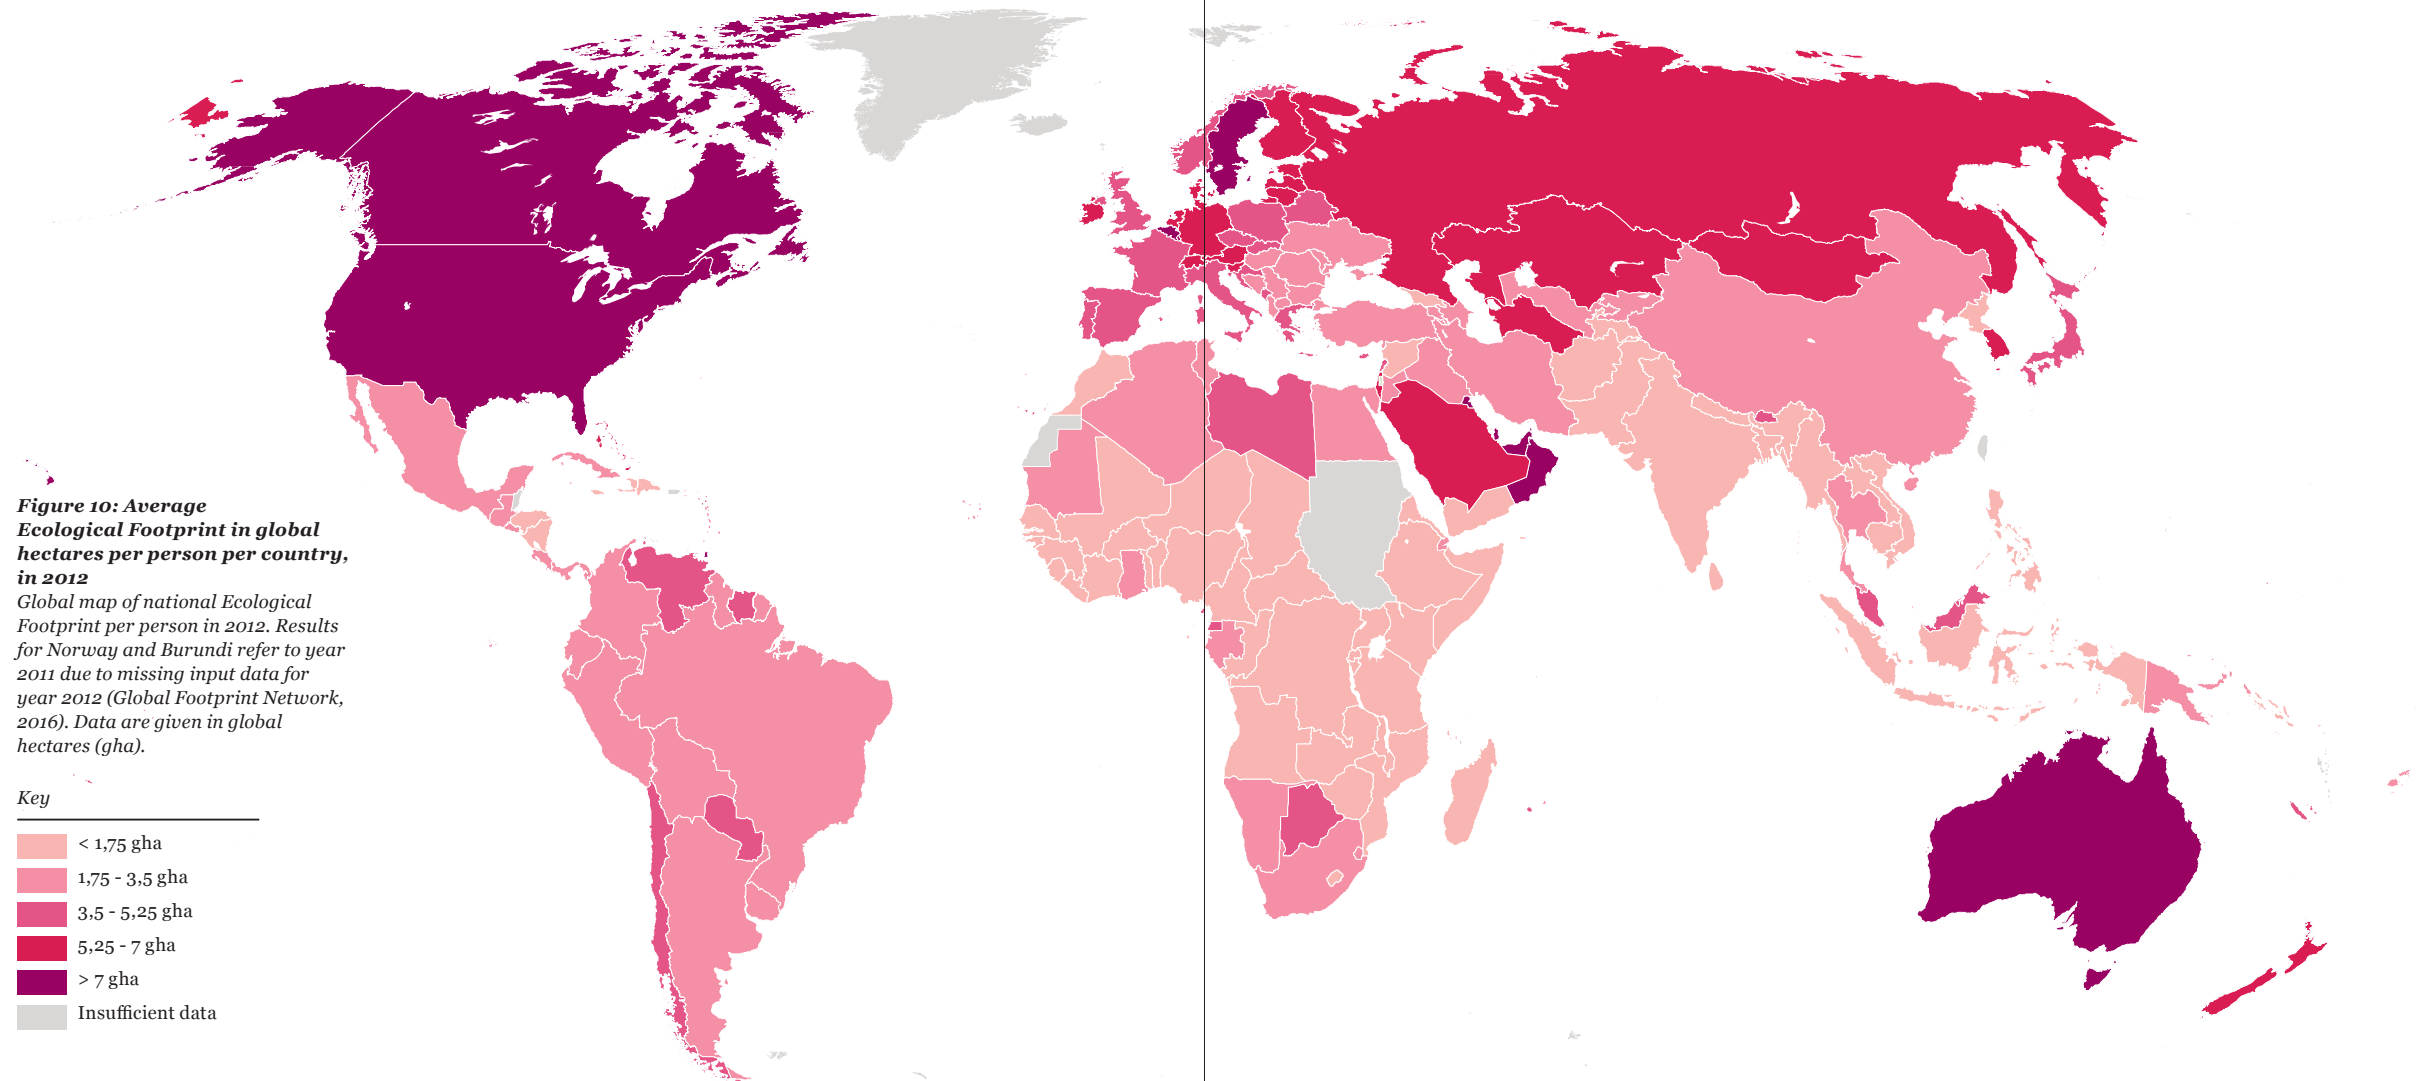 Figure 10: Average
Ecological Footprint in global
hectares per person per country,
in 2012
Global map of national Ecological
Footprint per person in 2012. Results
for Norway and Burundi refer to year
2011 due to missing input data for
year 2012 (Global Footprint Network,
2016). Data are given in global
hectares (gha).
Key
< 1,75 gha
1,75 - 3,5 gha
3,5 - 5,25 gha
5,25 - 7 gha
> 7 gha
Insufficient data